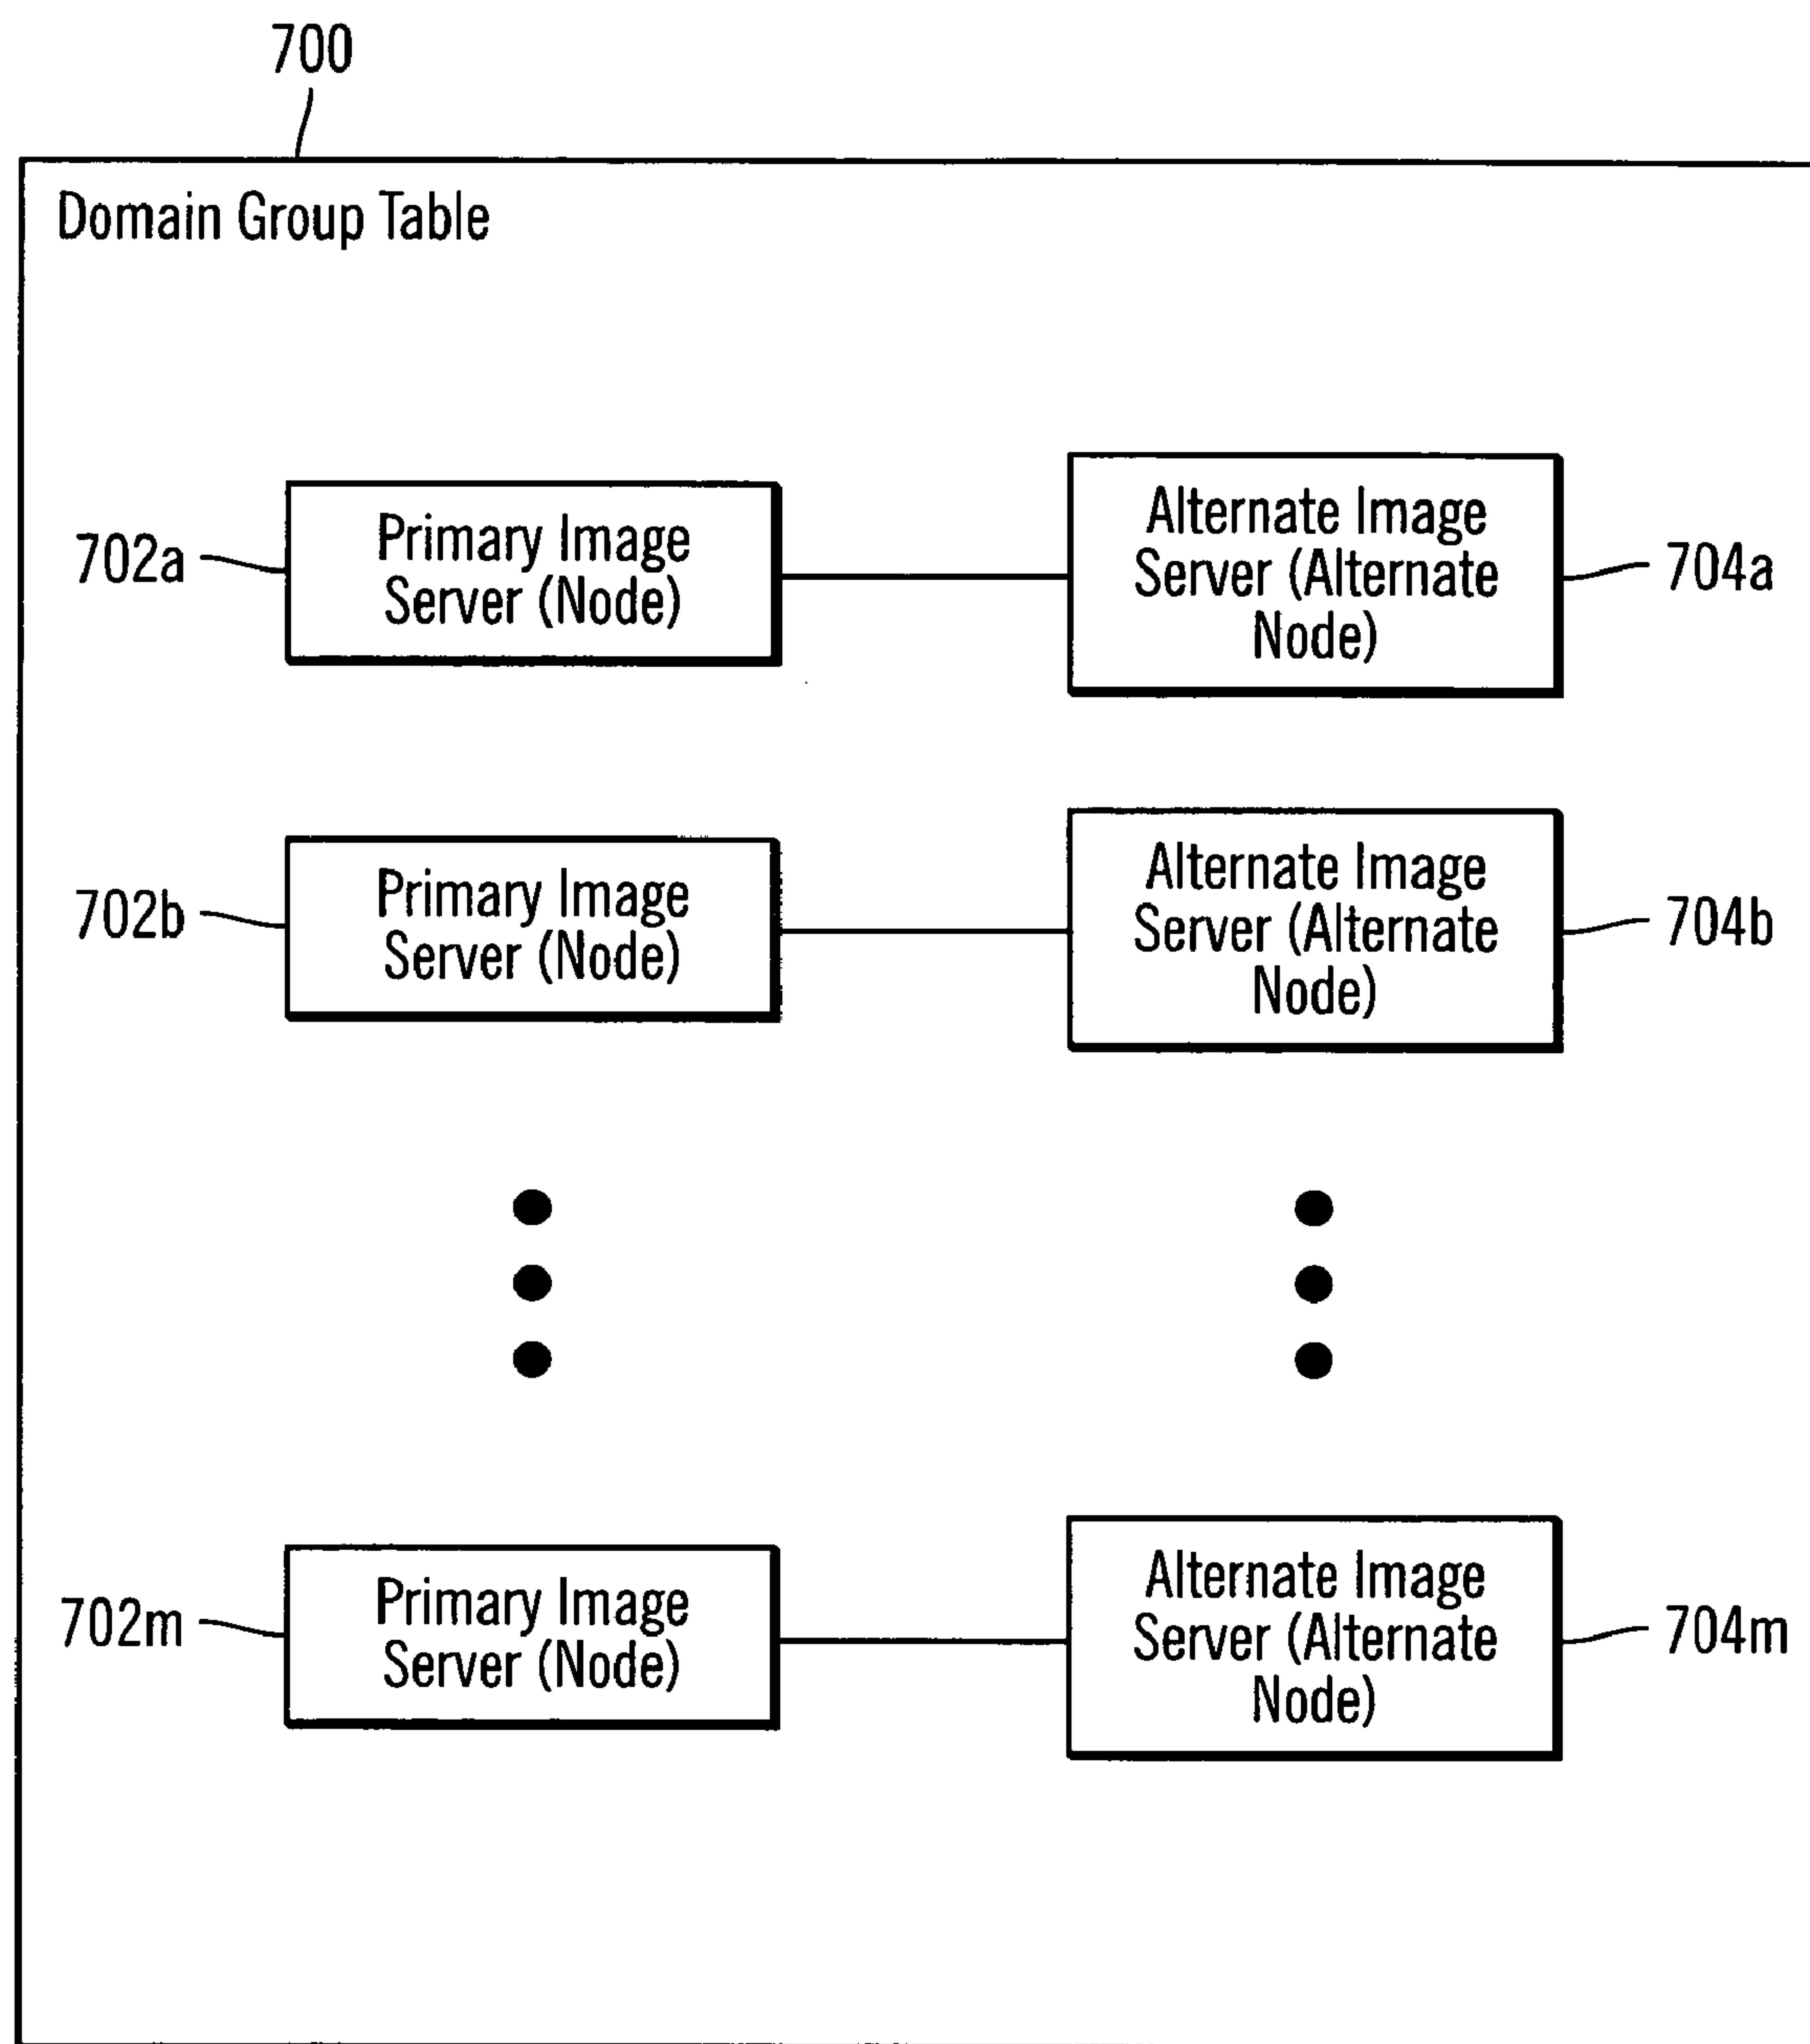 700
Domain Group Table
702a
Primary Image
Server (Node)
Alternate Image
Server (Alternate
Node)
704a
702b
Primary Image
Server (Node)
Alternate Image
Server (Alternate
Node)
704b
702m
Primary Image
Server (Node)
Alternate Image
Server (Alternate
Node)
704m